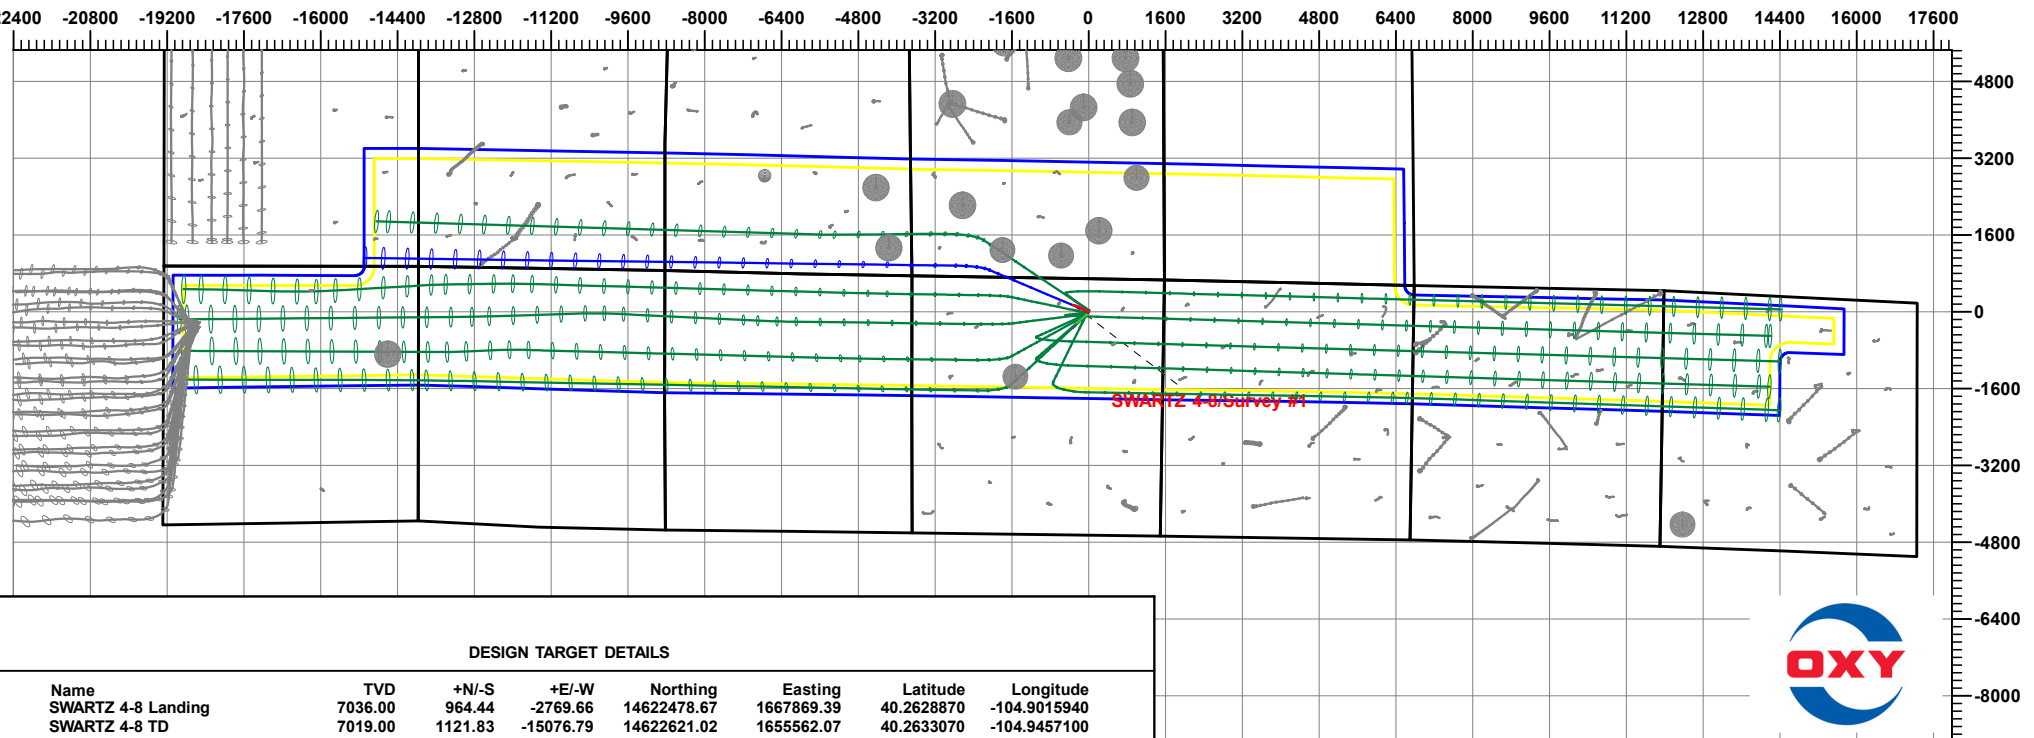 22400 -20800 -19200 -17600 -16000 -14400 -12800 -11200 -9600 -8000 -6400 -4800 -3200 -1600 0 1600 3200 4800 6400 8000 9600 11200 12800 14400 16000 17600
4800
3200
1600
0
-1600
SWARTZ 4-8/Survey #1
-3200
-4800
-6400
-8000
OXY
DESIGN TARGET DETAILS
Name TVD +N/-S +E/-W Northing Easting Latitude Longitude
SWARTZ 4-8 Landing 7036.00 964.44 -2769.66 14622478.67 1667869.39 40.2628870 -104.9015940
SWARTZ 4-8 TD 7019.00 1121.83 -15076.79 14622621.02 1655562.07 40.2633070 -104.9457100